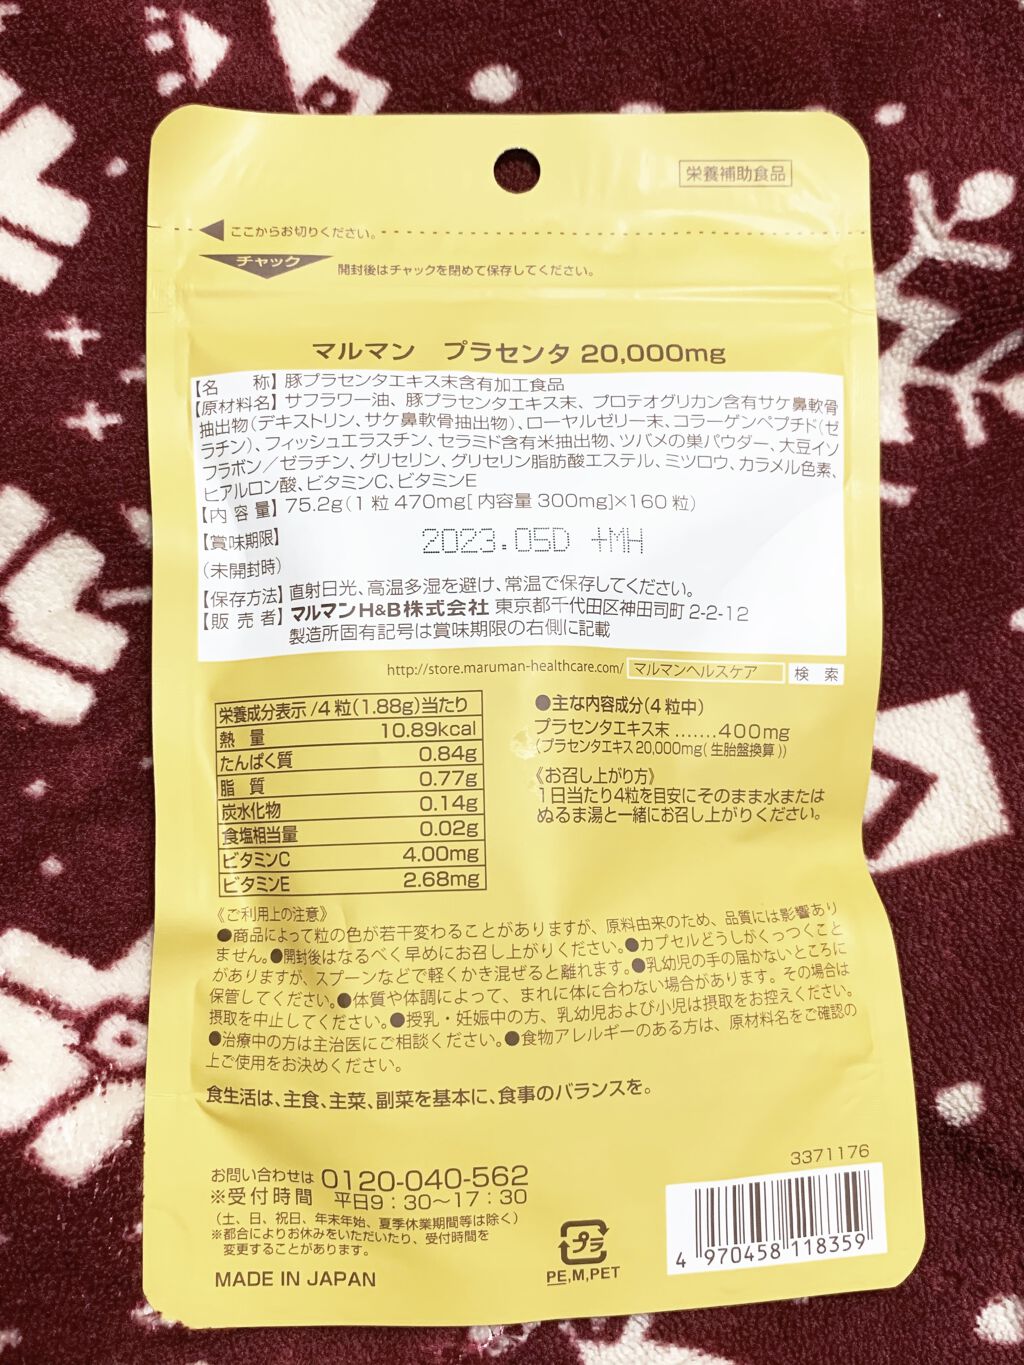 栄養補助食品
ここからお切りください。
チャック
開封後はチャックを閉めて保存してください。
マルマン プラセンタ 20,000mg
【名 称】豚プラセンタエキス末含有加工食品
【原材料名】サフラワー油、豚プラセンタエキス末、プロテオグリカン含有サケ鼻軟骨
抽出物(デキストリン、サケ鼻軟骨抽出物)、ローヤルゼリー末、コラーゲンペプチド(ゼ
ラチン)、フィッシュエラスチン、セラミド含有米抽出物、ツバメの巣パウダー、大豆イソ
フラボン/ゼラチン、グリセリン、グリセリン脂肪酸エステル、ミツロウ、カラメル色素、
ヒアルロン酸、ビタミンC、ビタミンE
【内 容 量】75.2g(1粒 470mg[内容量 300mg]×160粒)
【賞味期限】 2023.05D +MH
(未開封時)
【保存方法】直射日光、高温多湿を避け、常温で保存してください。
【販 売 者】マルマンH&B株式会社 東京都千代田区神田司町2-2-12
製造所固有記号は賞味期限の右側に記載
http://store.maruman-healthcare.com/ マルマンヘルスケア 検 索
栄養成分表示/4粒(1.88g)当たり
熱 量 10.89kcal
たんぱく質 0.84g
脂 質 0.77g
炭水化物 0.14g
食塩相当量 0.02g
ビタミンC 4.00mg
ビタミンE 2.68mg
●主な内容成分(4粒中)
プラセンタエキス末.......400mg
(プラセンタエキス20,000mg(生胎盤換算))
《お召し上がり方》
1日当たり4粒を目安にそのまま水または
ぬるま湯と一緒にお召し上がりください。
《ご利用上の注意》
●商品によって粒の色が若干変わることがありますが、原料由来のため、品質には影響あり
ません。●開封後はなるべく早めにお召し上がりください。●カプセルどうしがくっつくこと
がありますが、スプーンなどで軽くかき混ぜると離れます。●乳幼児の手の届かないところに
保管してください。●体質や体調によって、まれに体に合わない場合があります。その場合は
摂取を中止してください。●授乳・妊娠中の方、乳幼児および小児は摂取をお控えください。
●治療中の方は主治医にご相談ください。●食物アレルギーのある方は、原材料名をご確認の
上ご使用をお決めください。
食生活は、主食、主菜、副菜を基本に、食事のバランスを。
お問い合わせは 0120-040-562
※受付時間 平日9:30〜17:30
(土、日、祝日、年末年始、夏季休業期間等は除く)
※都合によりお休みをいただいたり、受付時間を
変更することがあります。
MADE IN JAPAN
プラ
PE,M,PET
3371176
4 970458 118359